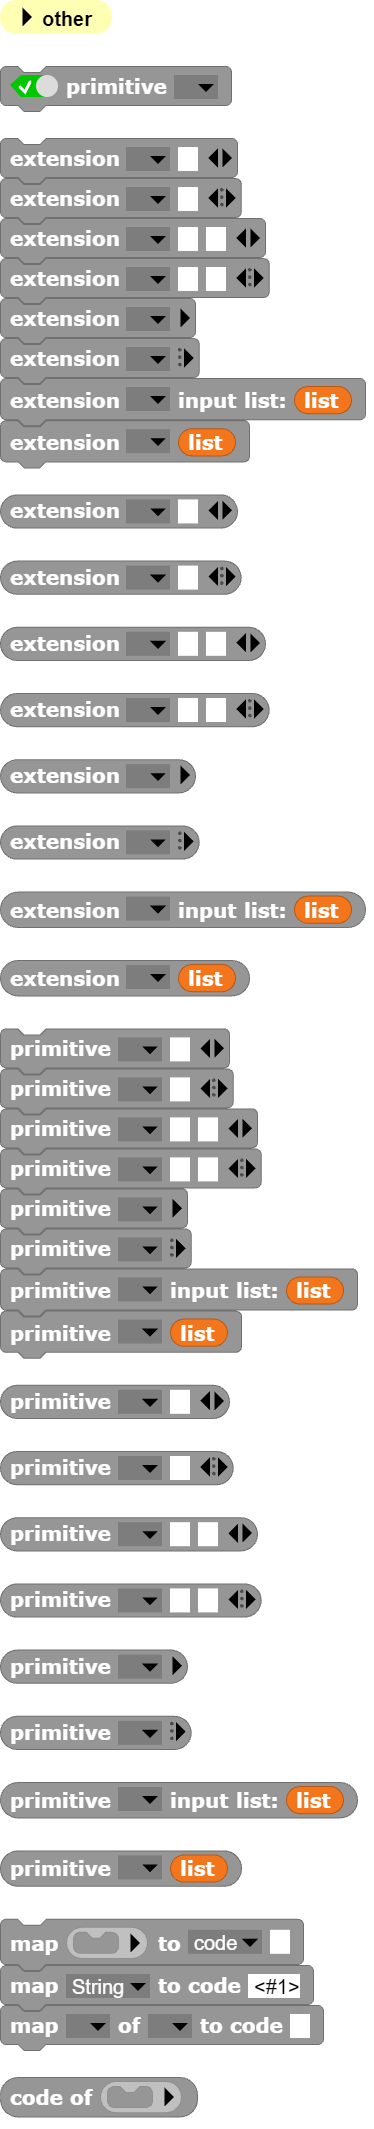 other
primitive
extension
extension
extension
extension
extension
extension
extension input list: list
extension list
extension
extension
extension
extension
extension
extension
extension input list: list
extension list
primitive
primitive
primitive
primitive
primitive
primitive
primitive input list: list
primitive list
primitive
primitive
primitive
primitive
primitive
primitive
primitive input list: list
primitive list
map to code
map String to code <#1>
map of to code
code of